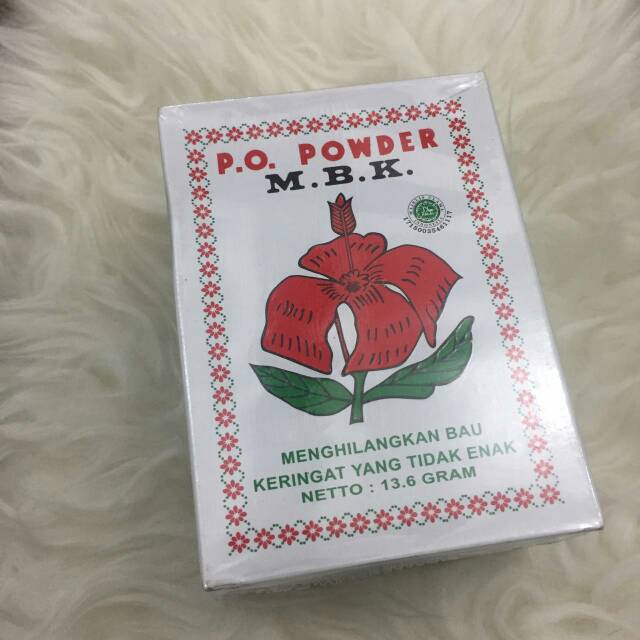 P.O. POWDER
M.B.K.
MENGHILANGKAN BAU
KERINGAT YANG TIDAK ENAK
NETTO : 13.6 GRAM